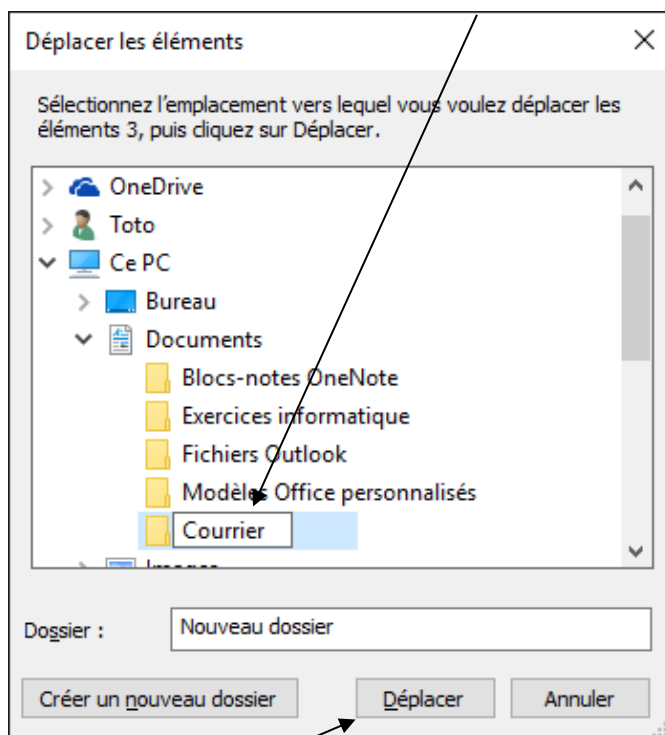 Déplacer les éléments
Sélectionnez l'emplacement vers lequel vous voulez déplacer les
éléments 3, puis cliquez sur Déplacer.
OneDrive
Toto
Ce PC
Bureau
Documents
Blocs-notes OneNote
Exercices informatique
Fichiers Outlook
Modèles Office personnalisés
Courrier
Images
Dossier :
Nouveau dossier
Créer un nouveau dossier
Déplacer
Annuler